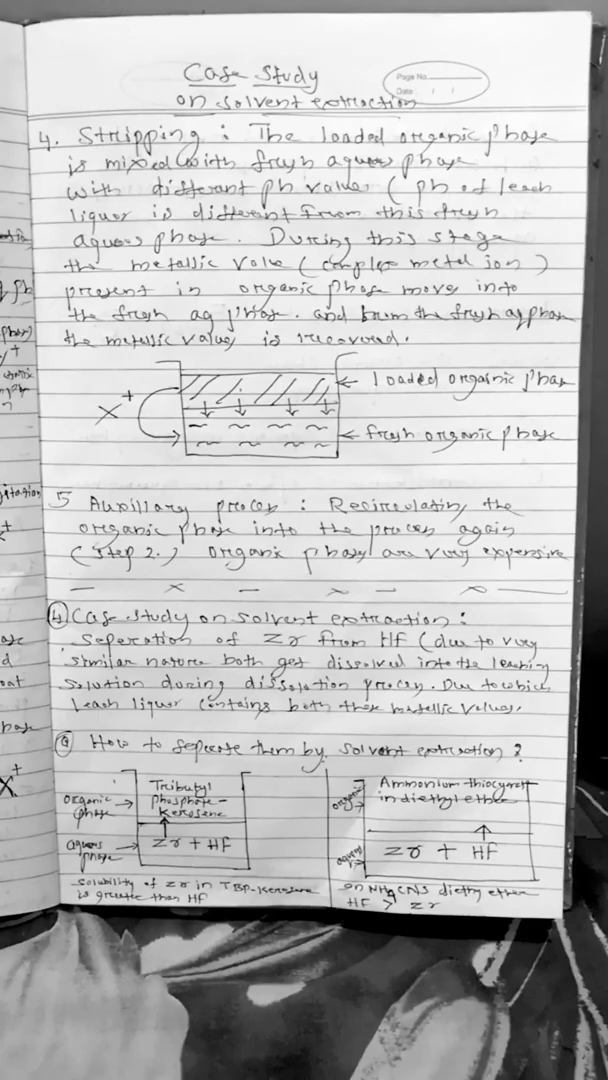 Case Study
on solvent extraction
Page No.
Date / /
4. Stripping : The loaded organic phase
is mixed with fresh aqueous phase
with different ph value (ph of leach
liquor is different from this fresh
aqueous phase. During this stage
the metallic value (complex metal ion)
present in organic phase move into
the fresh aq phase. and from the fresh aq phase
the metallic values is recovered.
X+
← loaded organic phase
← fresh organic phase
5 Auxillary process : Recirculating the
organic phase into the process again
(step 2.) organic phases are very expensive
— x — x — x —
4 Case study on solvent extraction :
Seperation of Zr from Hf (due to very
similar nature both get dissolved into the leaching
solution during dissolution process. Due to which
leach liquor contains both these metallic values.
Q How to seperate them by solvent extraction ?
organic phase →
Tributyl
phosphate-
kerosene
aqueous phase →
Zr + Hf
solubility of Zr in TBP-kerosene
is greater than Hf
organic →
Ammonium thiocyanate
in diethyl ether
Zr + Hf
on NH4CNS diethy ether
Hf > Zr